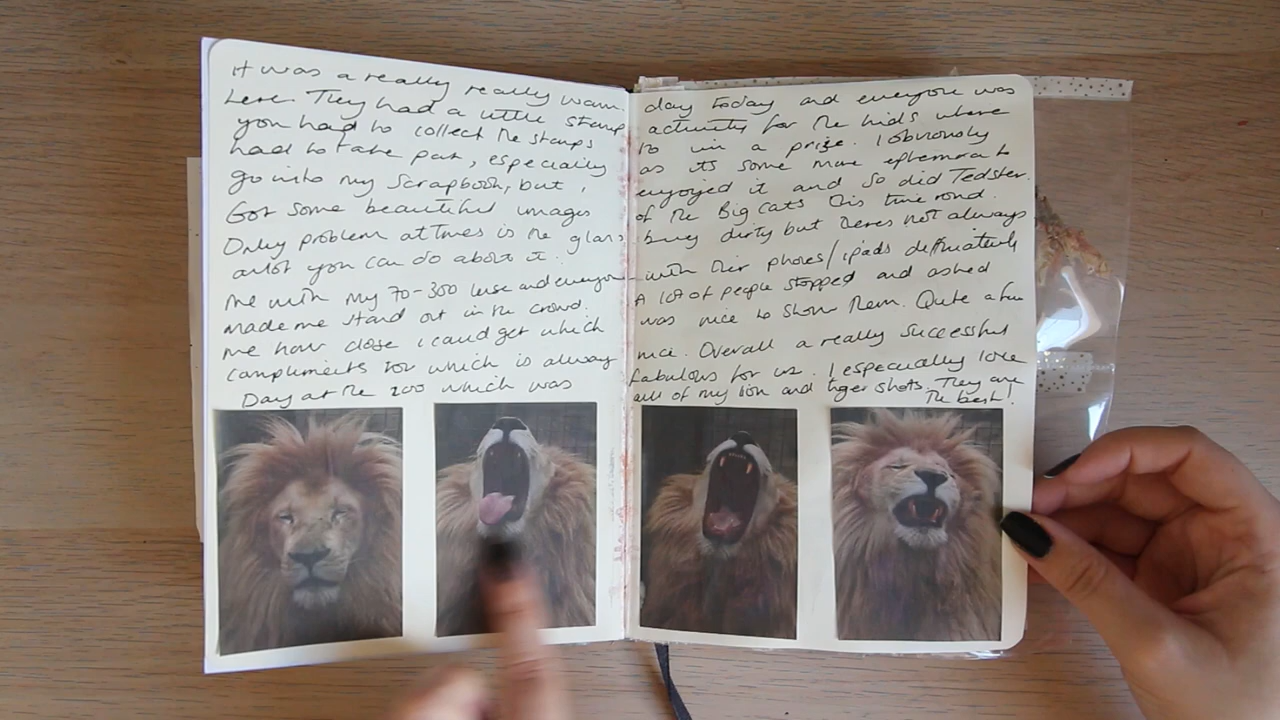 It was a really really warm day today and everyone was
here. They had a little stamp activity for the kids where
you had to collect the stamps to win a prize. I obviously
had to take part, especially as its some more ephemera to
go into my scrapbook, but I enjoyed it and so did Tedster.
Got some beautiful images of the Big Cats this time round.
Only problem at times is the glass being dirty but theres not always
alot you can do about it.
me with my 70-300 lense and everyone with their phones/ipads definatively
made me stand out in the crowd. A lot of people stopped and asked
me how close I could get which was nice to show them. Quite a few
compliments too which is always nice. Overall a really successful
Day at the zoo which was fabulous for us. I especially love
all of my lion and tiger shots. They are
the best!